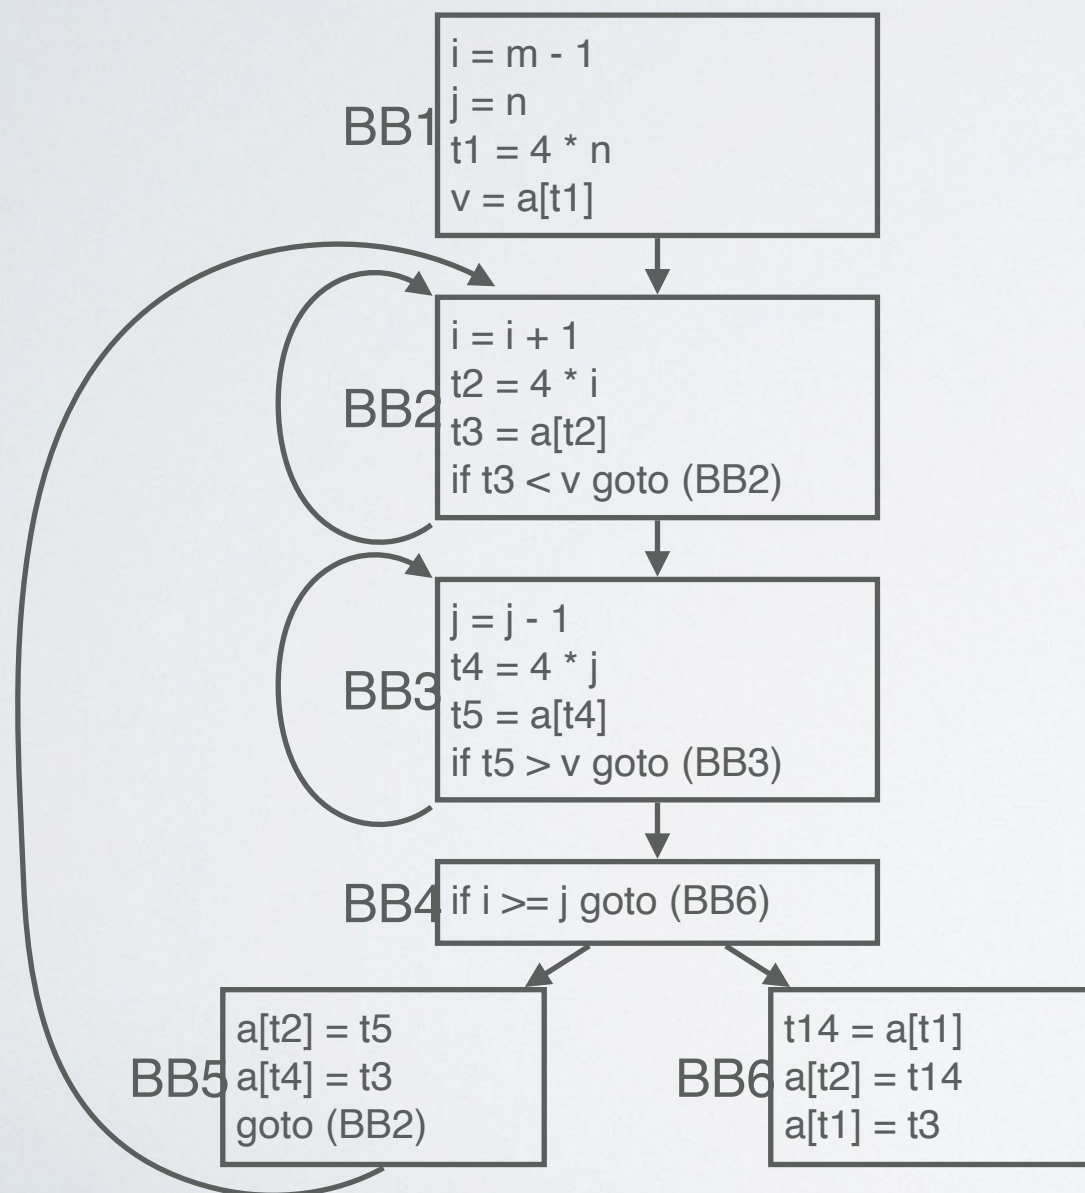 BB1
i = m - 1
j = n
t1 = 4 * n
v = a[t1]
BB2
i = i + 1
t2 = 4 * i
t3 = a[t2]
if t3 < v goto (BB2)
BB3
j = j - 1
t4 = 4 * j
t5 = a[t4]
if t5 > v goto (BB3)
BB4
if i >= j goto (BB6)
BB5
a[t2] = t5
a[t4] = t3
goto (BB2)
BB6
t14 = a[t1]
a[t2] = t14
a[t1] = t3